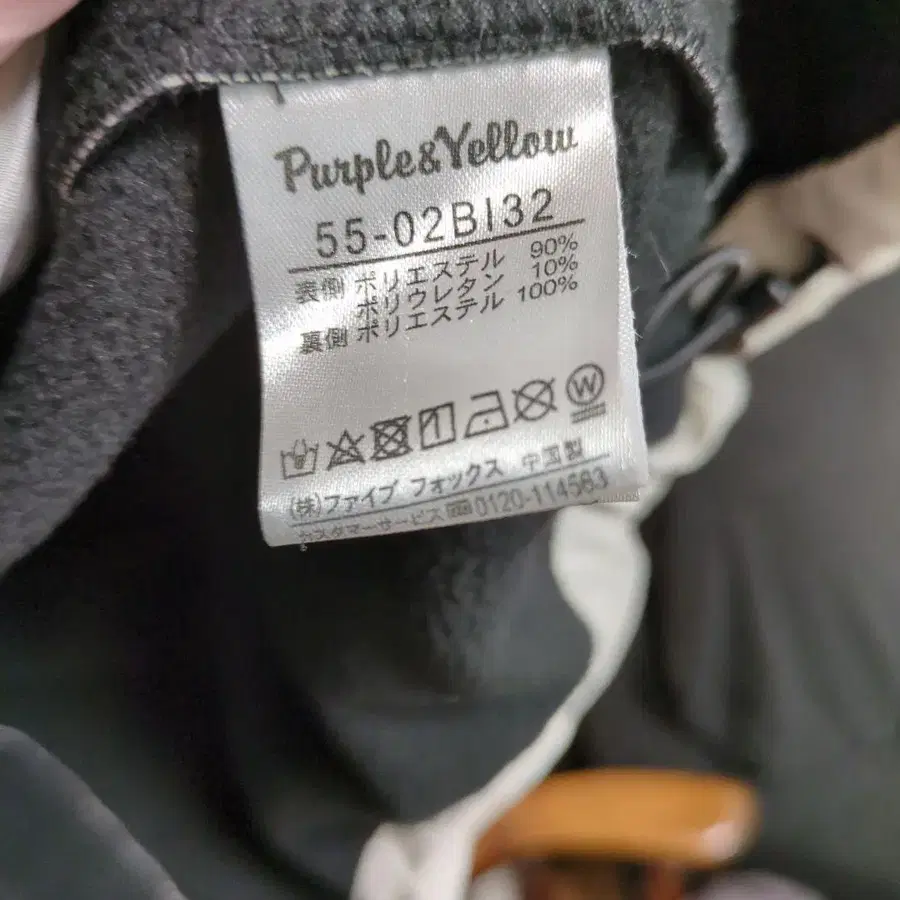 Purple&Yellow
55-02BI32
表側 ポリエステル 90%
ポリウレタン 10%
裏側 ポリエステル 100%
W
(株)ファイブ フォックス 中国製
カスタマーサービス☎0120-114563